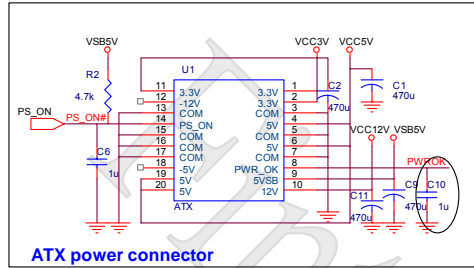 VSB5V
VCC3V VCC5V
U1
R2
4.7k
PS_ON
PS_ON#
C6
1u
11 3.3V 3.3V 1
12 -12V 3.3V 2
13 COM COM 3
14 PS_ON 5V 4
15 COM COM 5
16 COM 5V 6
17 COM COM 7
18 -5V PWR_OK 8
19 5V 5VSB 9
20 5V 12V 10
ATX
C2
470u
C1
470u
VCC12V VSB5V
PWROK
C11
470u
C9
470u
C10
1u
ATX power connector